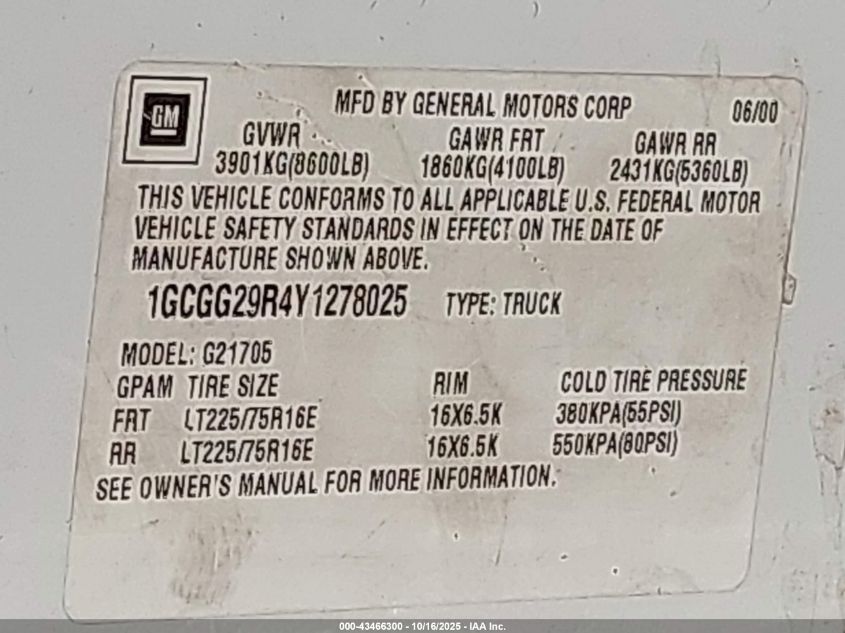 GM
MFD BY GENERAL MOTORS CORP 06/00
GVWR GAWR FRT GAWR RR
3901KG(8600LB) 1860KG(4100LB) 2431KG(5360LB)
THIS VEHICLE CONFORMS TO ALL APPLICABLE U.S. FEDERAL MOTOR
VEHICLE SAFETY STANDARDS IN EFFECT ON THE DATE OF
MANUFACTURE SHOWN ABOVE.
1GCGG29R4Y1278025 TYPE: TRUCK
MODEL: G21705
GPAM TIRE SIZE RIM COLD TIRE PRESSURE
FRT LT225/75R16E 16X6.5K 380KPA(55PSI)
RR LT225/75R16E 16X6.5K 550KPA(80PSI)
SEE OWNER'S MANUAL FOR MORE INFORMATION.
000-43466300 - 10/16/2025 - IAA Inc.